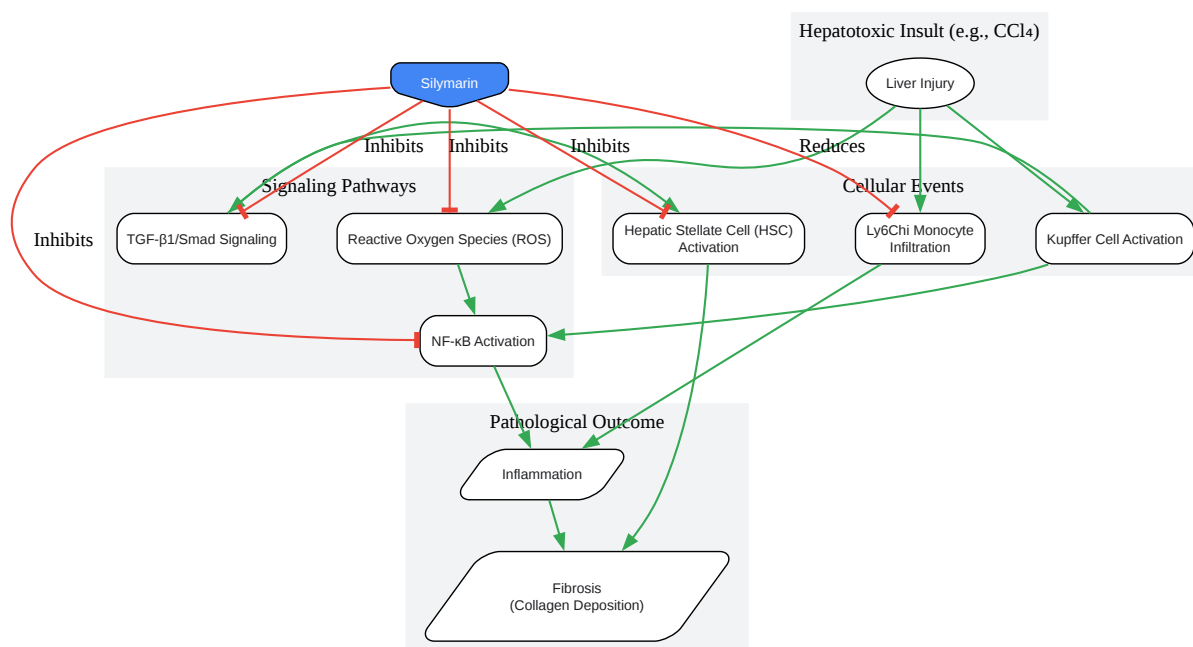 Hepatotoxic Insult (e.g., CCl₄)
Silymarin
Liver Injury
Inhibits
Inhibits
Inhibits
Reduces
Signaling Pathways
Cellular Events
TGF-β1/Smad Signaling
Reactive Oxygen Species (ROS)
Hepatic Stellate Cell (HSC)
Activation
Ly6Chi Monocyte
Infiltration
Kupffer Cell Activation
Inhibits
NF-κB Activation
Pathological Outcome
Inflammation
Fibrosis
(Collagen Deposition)